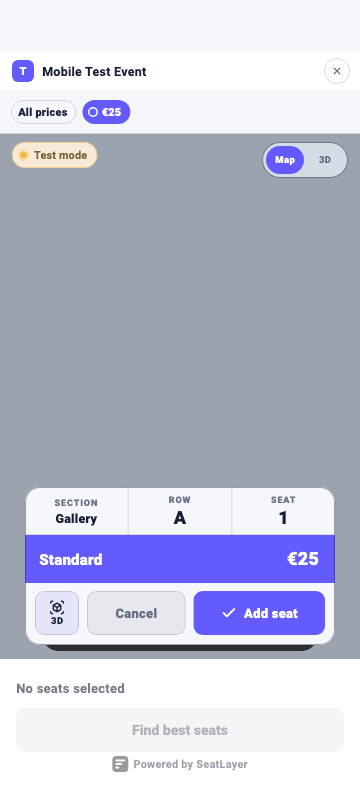 T Mobile Test Event
All prices €25
Test mode
Map 3D
SECTION ROW SEAT
Gallery A 1
Standard €25
3D Cancel Add seat
No seats selected
Find best seats
Powered by SeatLayer